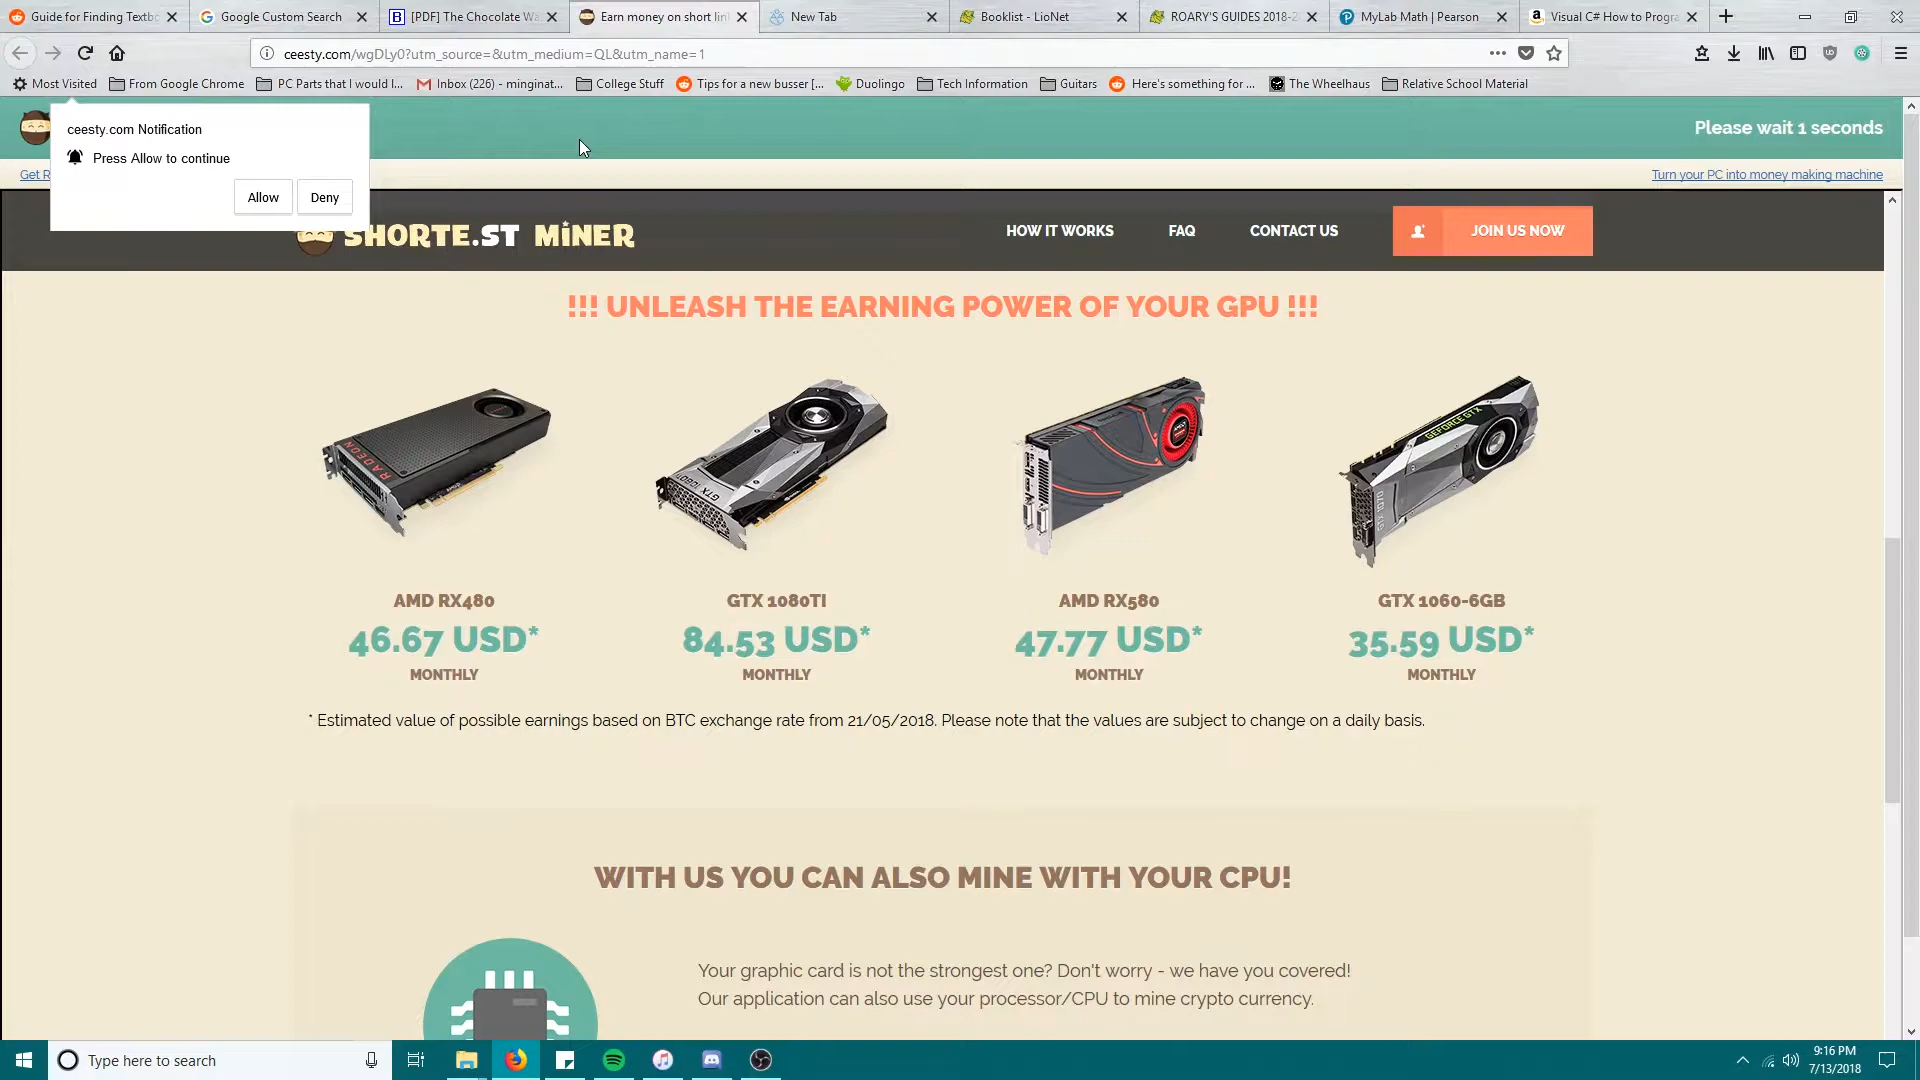 Guide for Finding Textb
Google Custom Search
[PDF] The Chocolate Wa
Earn money on short lin
New Tab
Booklist - LioNet
ROARY'S GUIDES 2018-2
MyLab Math | Pearson
Visual C# How to Progra
ceesty.com/wgDLy0?utm_source=&utm_medium=QL&utm_name=1
Most Visited
From Google Chrome
PC Parts that I would l...
Inbox (226) - minginat...
College Stuff
Tips for a new busser [...
Duolingo
Tech Information
Guitars
Here's something for ...
The Wheelhaus
Relative School Material
ceesty.com Notification
Press Allow to continue
Allow
Deny
Please wait 1 seconds
Get R
Turn your PC into money making machine
SHORTE.ST MINER
HOW IT WORKS
FAQ
CONTACT US
JOIN US NOW
!!! UNLEASH THE EARNING POWER OF YOUR GPU !!!
RADEON
GTX 1080
GEFORCE GTX
GTX 1070
AMD RX480
46.67 USD*
MONTHLY
GTX 1080TI
84.53 USD*
MONTHLY
AMD RX580
47.77 USD*
MONTHLY
GTX 1060-6GB
35.59 USD*
MONTHLY
* Estimated value of possible earnings based on BTC exchange rate from 21/05/2018. Please note that the values are subject to change on a daily basis.
WITH US YOU CAN ALSO MINE WITH YOUR CPU!
Your graphic card is not the strongest one? Don't worry - we have you covered!
Our application can also use your processor/CPU to mine crypto currency.
Type here to search
9:16 PM
7/13/2018